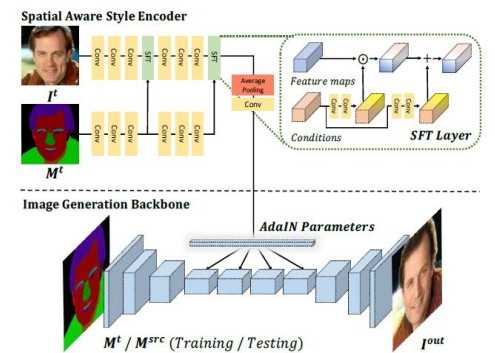 Spatial Aware Style Encoder
Conv Conv Conv SFT Conv Conv Conv SFT
I^t
Average Pooling
Conv
Conv Conv Conv Conv Conv Conv
M^t
Feature maps
Conv Conv Conv Conv
Conditions
SFT Layer
Image Generation Backbone
AdaIN Parameters
M^t / M^src (Training / Testing)
I^out